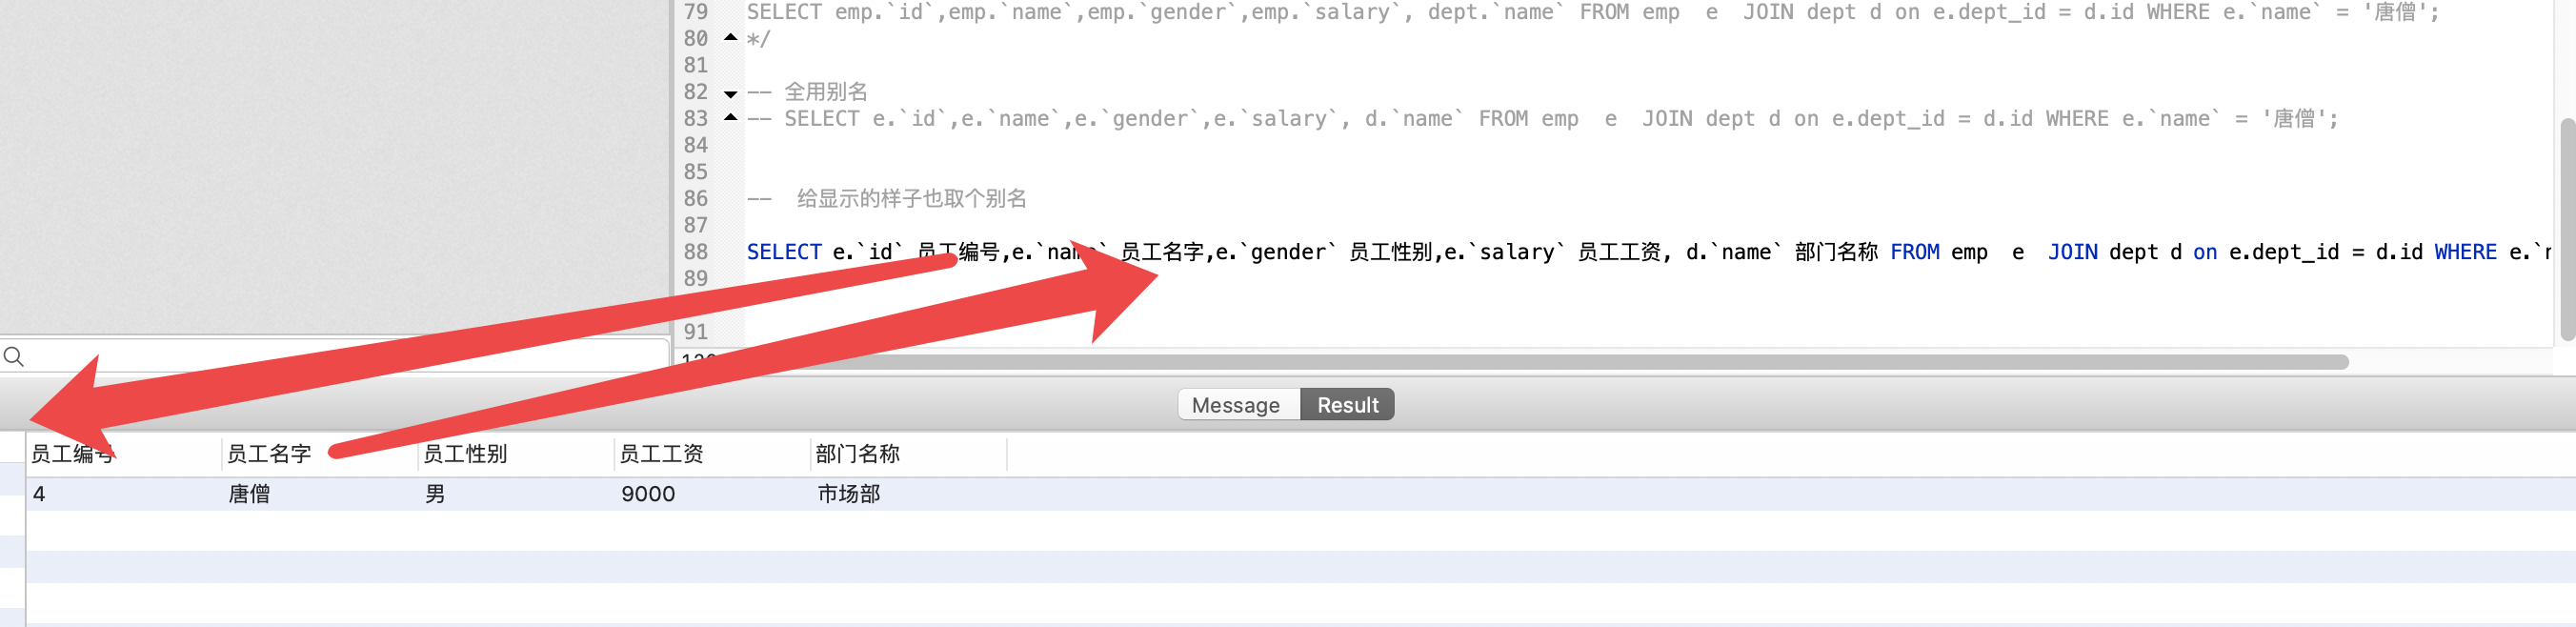 79 SELECT emp.`id`,emp.`name`,emp.`gender`,emp.`salary`, dept.`name` FROM emp  e  JOIN dept d on e.dept_id = d.id WHERE e.`name` = '唐僧';
80 */
81
82 -- 全用别名
83 -- SELECT e.`id`,e.`name`,e.`gender`,e.`salary`, d.`name` FROM emp  e  JOIN dept d on e.dept_id = d.id WHERE e.`name` = '唐僧';
84
85
86 --  给显示的样子也取个别名
87
88 SELECT e.`id` 员工编号,e.`name` 员工名字,e.`gender` 员工性别,e.`salary` 员工工资, d.`name` 部门名称 FROM emp  e  JOIN dept d on e.dept_id = d.id WHERE e.`
89
91
Message Result
员工编号 员工名字 员工性别 员工工资 部门名称
4 唐僧 男 9000 市场部